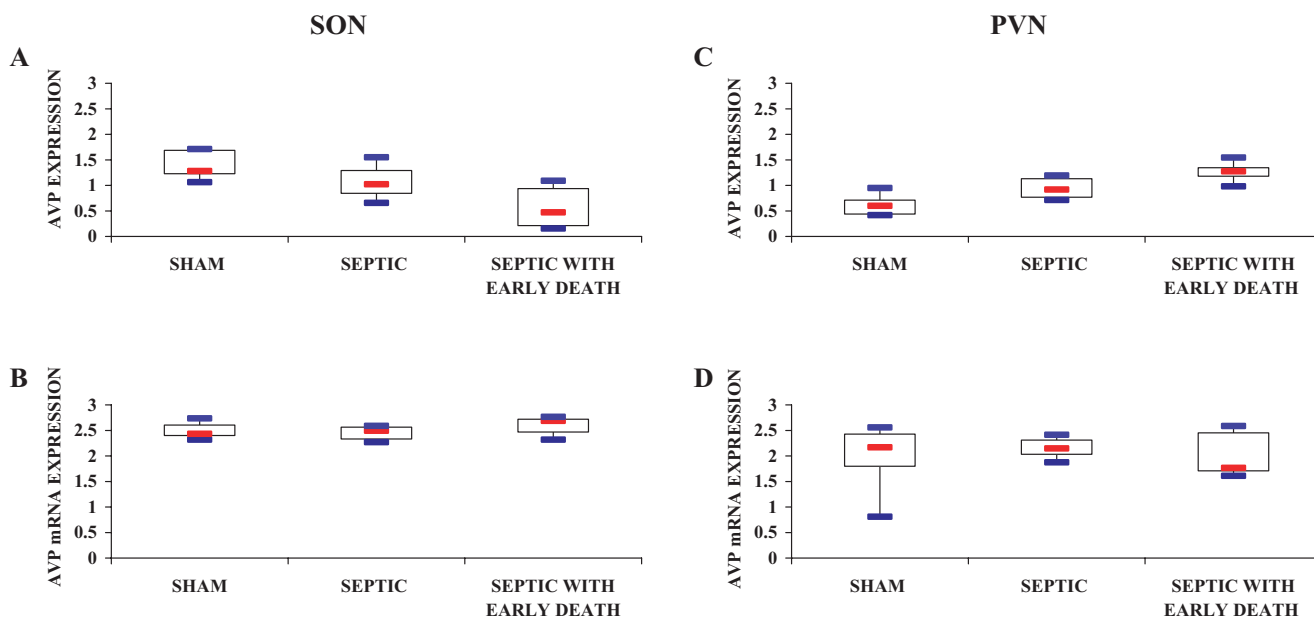 SON
PVN
A
AVP EXPRESSION
3
2.5
2
1.5
1
0.5
0
SHAM
SEPTIC
SEPTIC WITH
EARLY DEATH
C
AVP EXPRESSION
3
2.5
2
1.5
1
0.5
0
SHAM
SEPTIC
SEPTIC WITH
EARLY DEATH
B
AVP mRNA EXPRESSION
3
2.5
2
1.5
1
0.5
0
SHAM
SEPTIC
SEPTIC WITH
EARLY DEATH
D
AVP mRNA EXPRESSION
3
2.5
2
1.5
1
0.5
0
SHAM
SEPTIC
SEPTIC WITH
EARLY DEATH